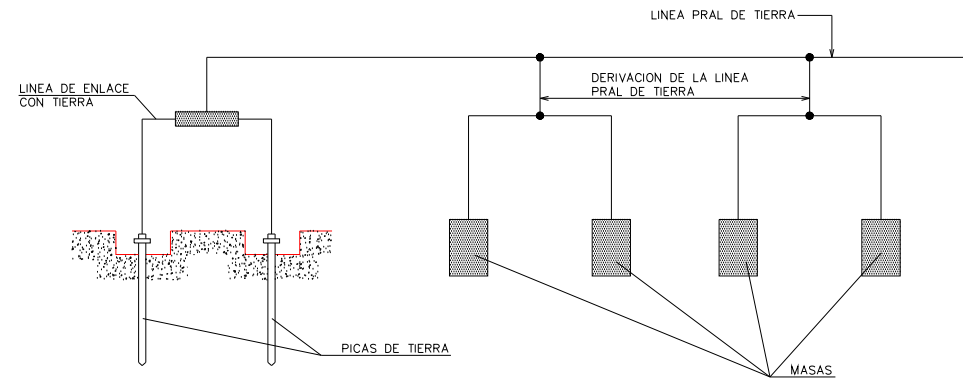 LINEA PRAL DE TIERRA
LINEA DE ENLACE
CON TIERRA
DERIVACION DE LA LINEA
PRAL DE TIERRA
PICAS DE TIERRA
MASAS